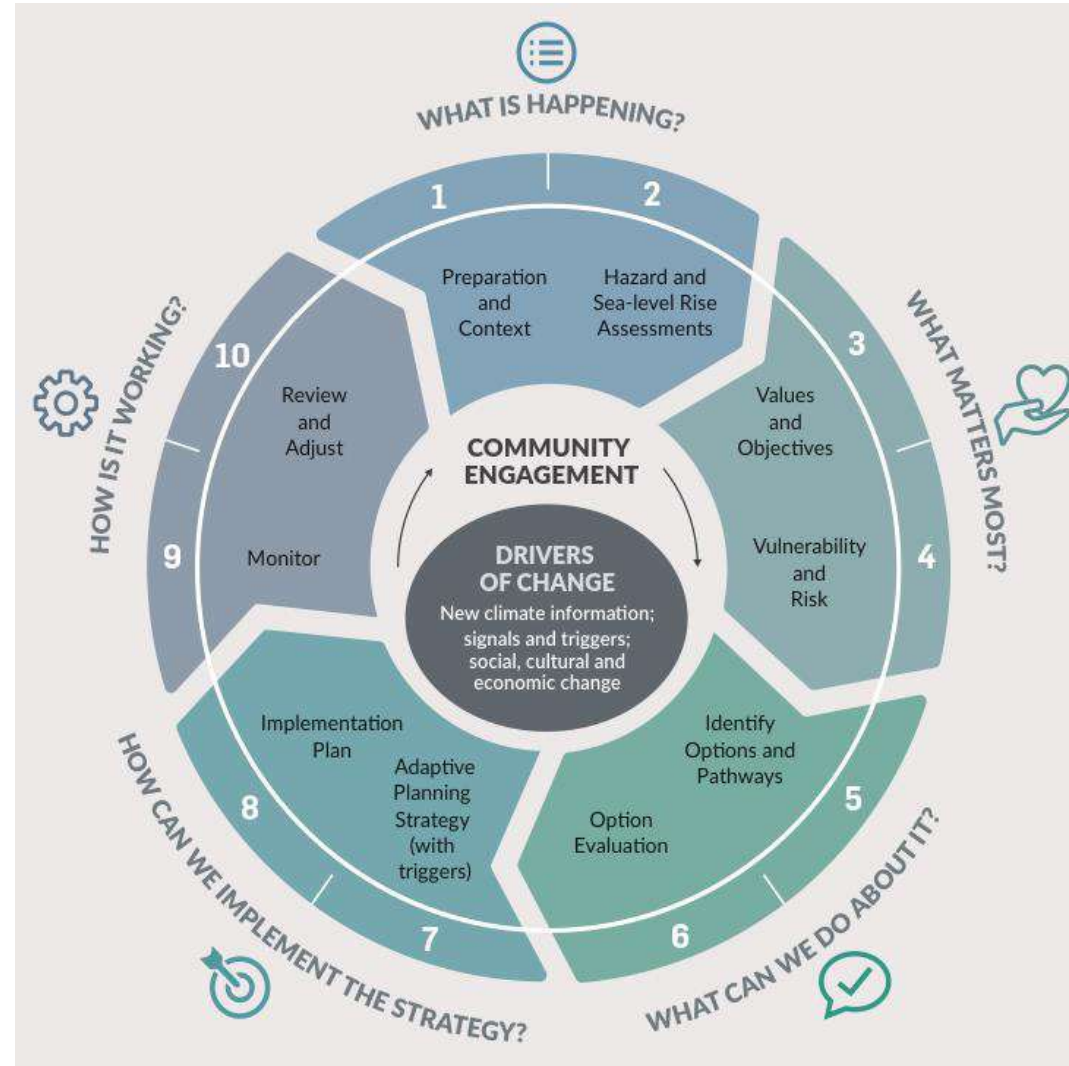 WHAT IS HAPPENING?
1
2
Preparation
and
Context
Hazard and
Sea-level Rise
Assessments
WHAT MATTERS MOST?
3
Values
and
Objectives
4
Vulnerability
and
Risk
WHAT CAN WE DO ABOUT IT?
5
Identify
Options and
Pathways
6
Option
Evaluation
HOW CAN WE IMPLEMENT THE STRATEGY?
7
Adaptive
Planning
Strategy
(with
triggers)
8
Implementation
Plan
HOW IS IT WORKING?
9
Monitor
10
Review
and
Adjust
COMMUNITY
ENGAGEMENT
DRIVERS
OF CHANGE
New climate information;
signals and triggers;
social, cultural and
economic change